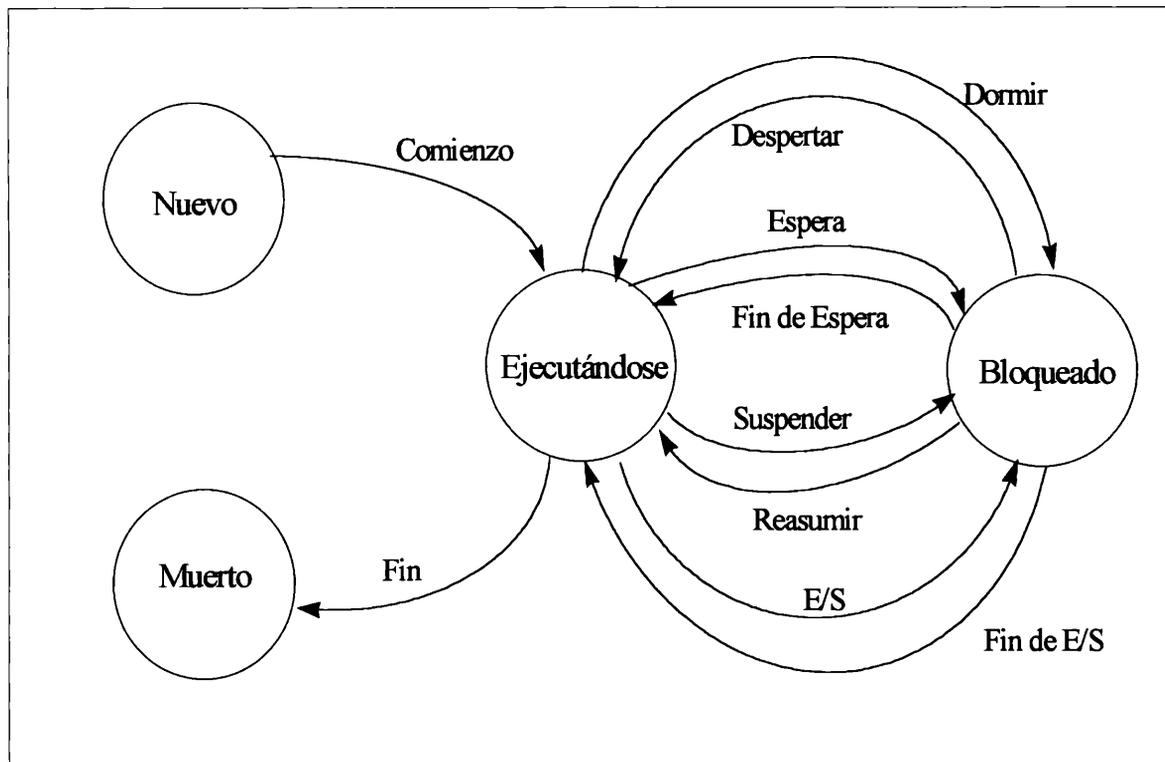 Dormir
Despertar
Comienzo
Nuevo
Espera
Fin de Espera
Ejecutándose
Bloqueado
Suspender
Reasumir
Muerto
Fin
E/S
Fin de E/S